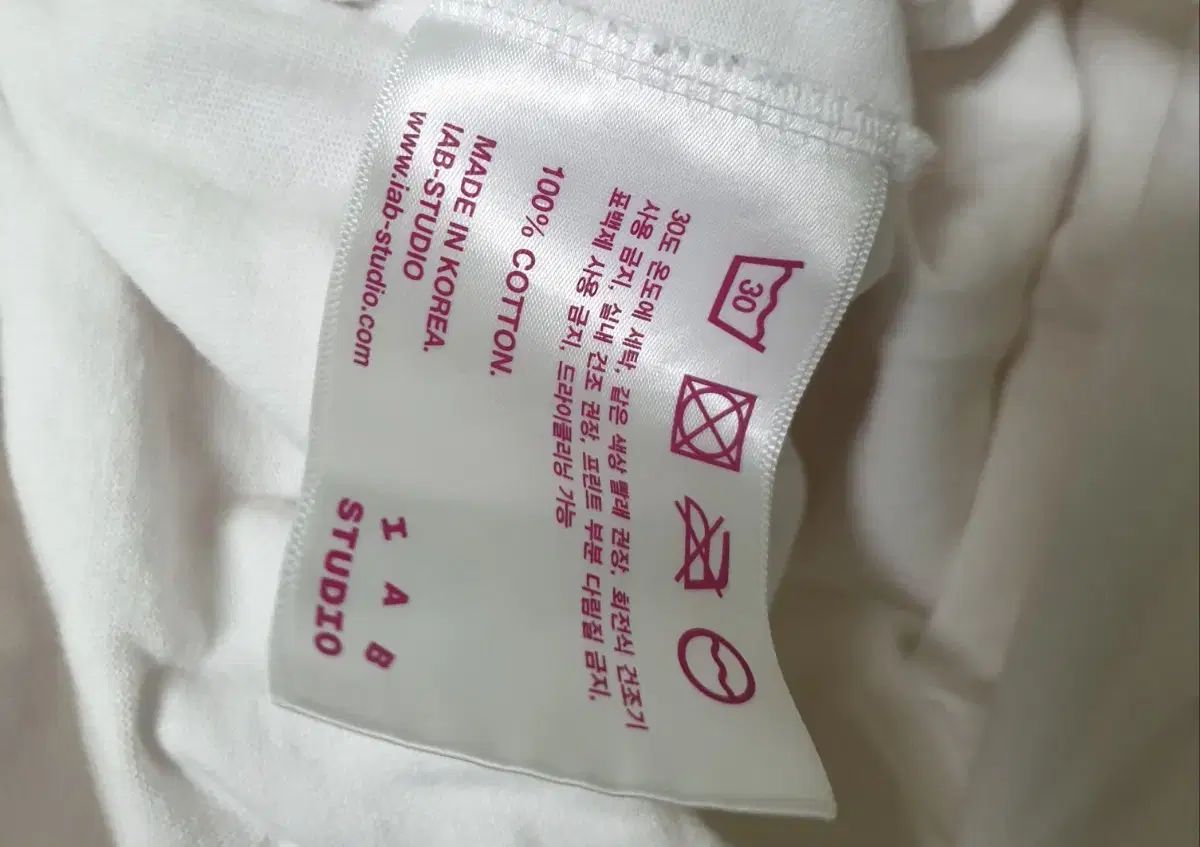 30
30도 온도에 세탁, 같은 색상 빨래 권장, 회전식 건조기
사용 금지, 실내 건조 권장, 프린트 부분 다림질 금지,
표백제 사용 금지, 드라이클리닝 가능
100% COTTON.
MADE IN KOREA.
IAB-STUDIO
www.iab-studio.com
I A B
STUDIO